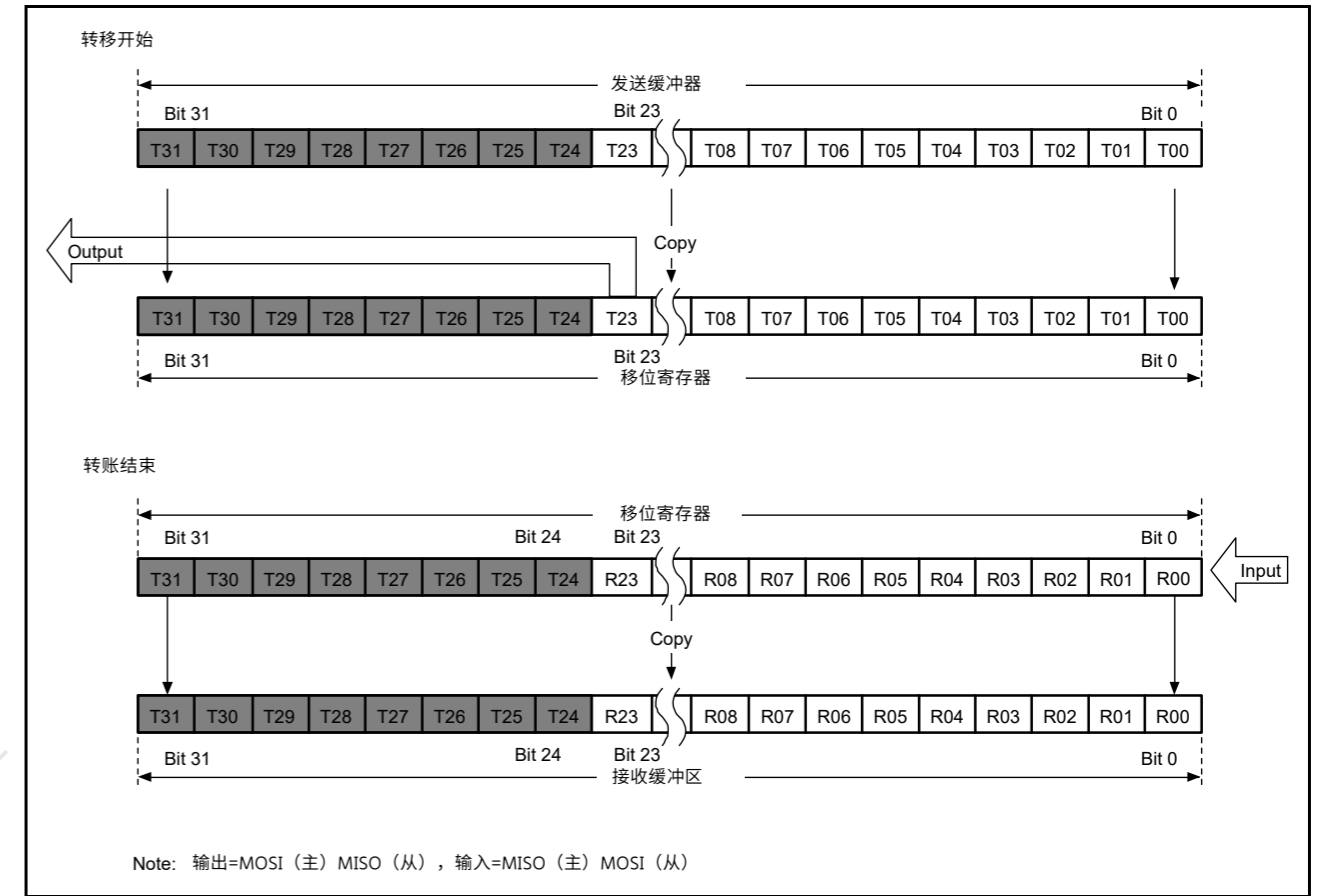 转移开始
发送缓冲器
Bit 31 Bit 23 Bit 0
T31 T30 T29 T28 T27 T26 T25 T24 T23 T08 T07 T06 T05 T04 T03 T02 T01 T00
Output
Copy
T31 T30 T29 T28 T27 T26 T25 T24 T23 T08 T07 T06 T05 T04 T03 T02 T01 T00
Bit 31 Bit 23 Bit 0
移位寄存器
转账结束
移位寄存器
Bit 31 Bit 24 Bit 23 Bit 0
T31 T30 T29 T28 T27 T26 T25 T24 R23 R08 R07 R06 R05 R04 R03 R02 R01 R00
Input
Copy
T31 T30 T29 T28 T27 T26 T25 T24 R23 R08 R07 R06 R05 R04 R03 R02 R01 R00
Bit 31 Bit 24 Bit 23 Bit 0
接收缓冲区
Note: 输出=MOSI（主）MISO（从），输入=MISO（主）MOSI（从）